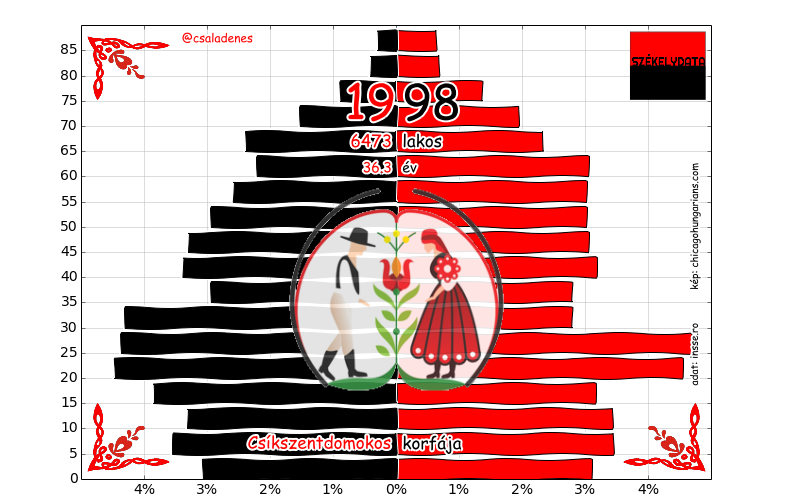 @csaladenes
SZÉKELYDATA
1998
6473 lakos
36.3 év
kép: chicagohungarians.com
adat: insse.ro
Csíkszentdomokos korfája
85
80
75
70
65
60
55
50
45
40
35
30
25
20
15
10
5
0
4% 3% 2% 1% 0% 1% 2% 3% 4%